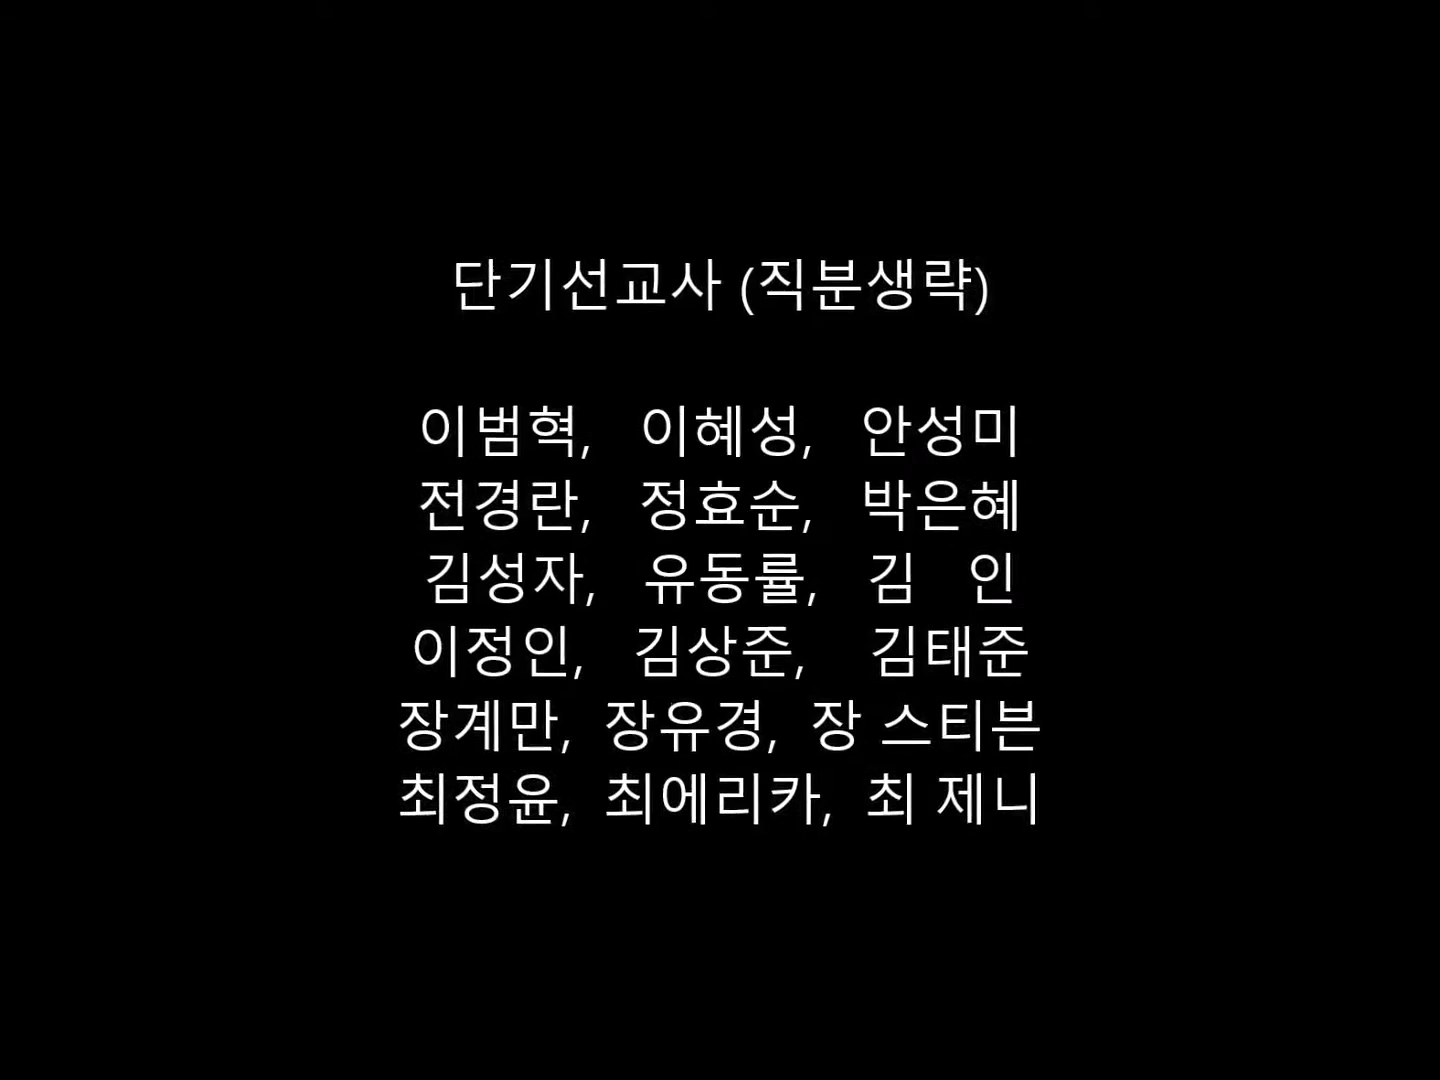 단기선교사 (직분생략)
이범혁, 이혜성, 안성미
전경란, 정효순, 박은혜
김성자, 유동률, 김 인
이정인, 김상준, 김태준
장계만, 장유경, 장 스티븐
최정윤, 최에리카, 최 제니